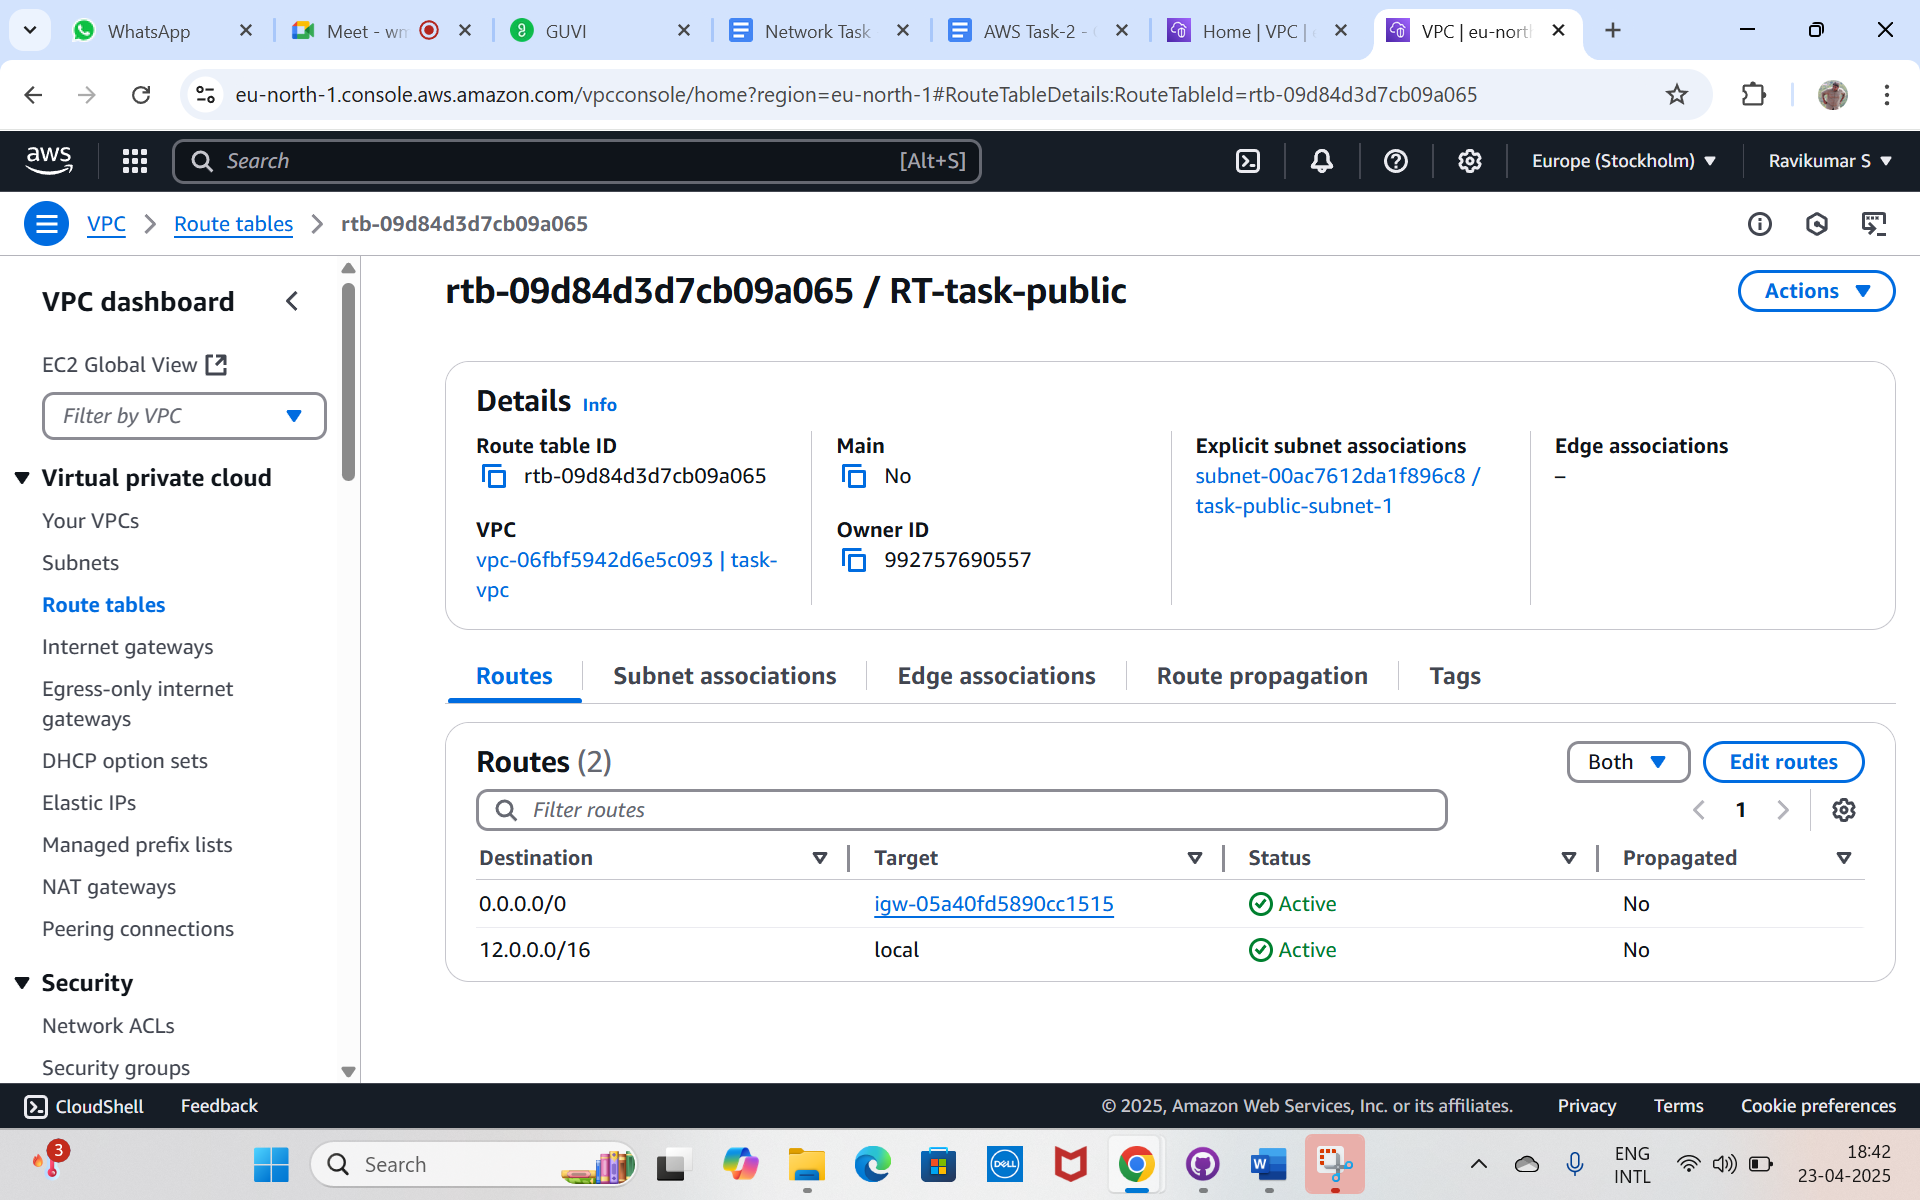 WhatsApp
Meet - wm
GUVI
Network Task
AWS Task-2 -
Home | VPC |
VPC | eu-nort
eu-north-1.console.aws.amazon.com/vpcconsole/home?region=eu-north-1#RouteTableDetails:RouteTableId=rtb-09d84d3d7cb09a065
aws
Search
[Alt+S]
Europe (Stockholm)
Ravikumar S
VPC
Route tables
rtb-09d84d3d7cb09a065
VPC dashboard
EC2 Global View
Filter by VPC
Virtual private cloud
Your VPCs
Subnets
Route tables
Internet gateways
Egress-only internet
gateways
DHCP option sets
Elastic IPs
Managed prefix lists
NAT gateways
Peering connections
Security
Network ACLs
Security groups
rtb-09d84d3d7cb09a065 / RT-task-public
Actions
Details Info
Route table ID
rtb-09d84d3d7cb09a065
VPC
vpc-06fbf5942d6e5c093 | task-
vpc
Main
No
Owner ID
992757690557
Explicit subnet associations
subnet-00ac7612da1f896c8 /
task-public-subnet-1
Edge associations
–
Routes
Subnet associations
Edge associations
Route propagation
Tags
Routes (2)
Both
Edit routes
Filter routes
1
Destination Target Status Propagated
0.0.0.0/0 igw-05a40fd5890cc1515 Active No
12.0.0.0/16 local Active No
CloudShell
Feedback
© 2025, Amazon Web Services, Inc. or its affiliates.
Privacy
Terms
Cookie preferences
3
Search
DELL
W
ENG
INTL
18:42
23-04-2025